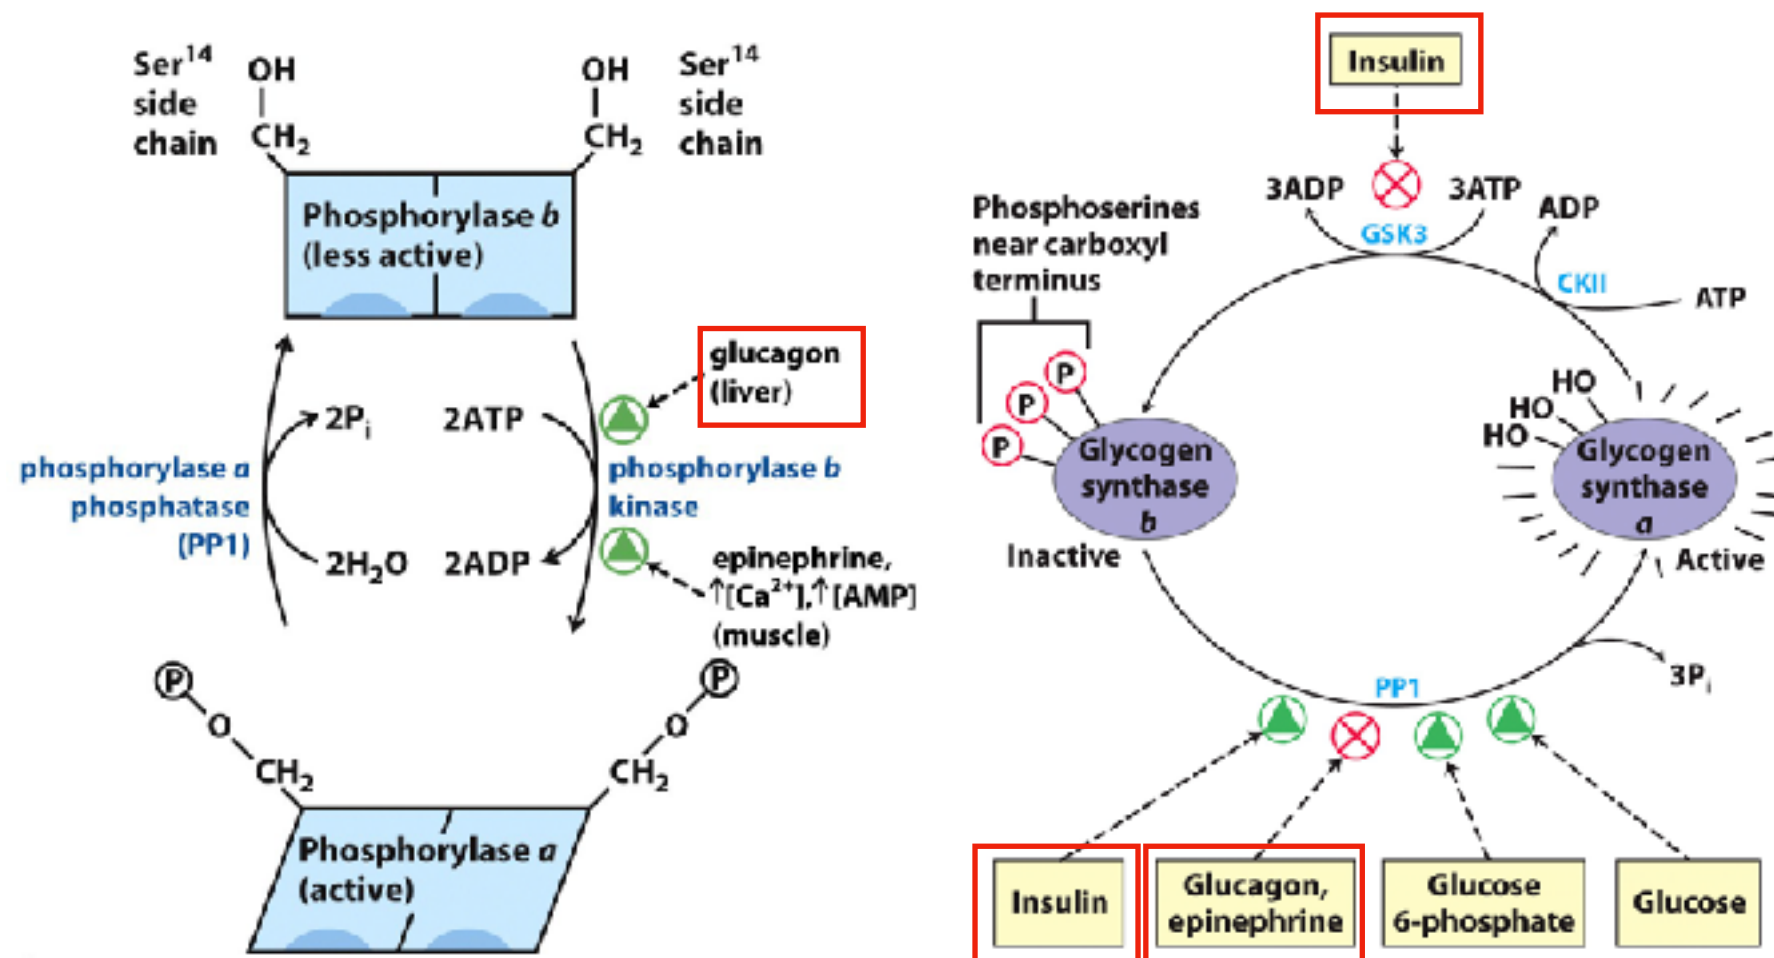 Ser14
side
chain
OH
CH2
OH
CH2
Ser14
side
chain
Phosphorylase b
(less active)
glucagon
(liver)
2Pi
2ATP
phosphorylase a
phosphatase
(PP1)
phosphorylase b
kinase
2H2O
2ADP
epinephrine,
↑[Ca2+],↑[AMP]
(muscle)
P
O
CH2
P
O
CH2
Phosphorylase a
(active)
Insulin
3ADP
3ATP
GSK3
ADP
CKII
ATP
Phosphoserines
near carboxyl
terminus
P
P
P
Glycogen
synthase
b
Inactive
HO
HO
HO
Glycogen
synthase
a
Active
PP1
3Pi
Insulin
Glucagon,
epinephrine
Glucose
6-phosphate
Glucose